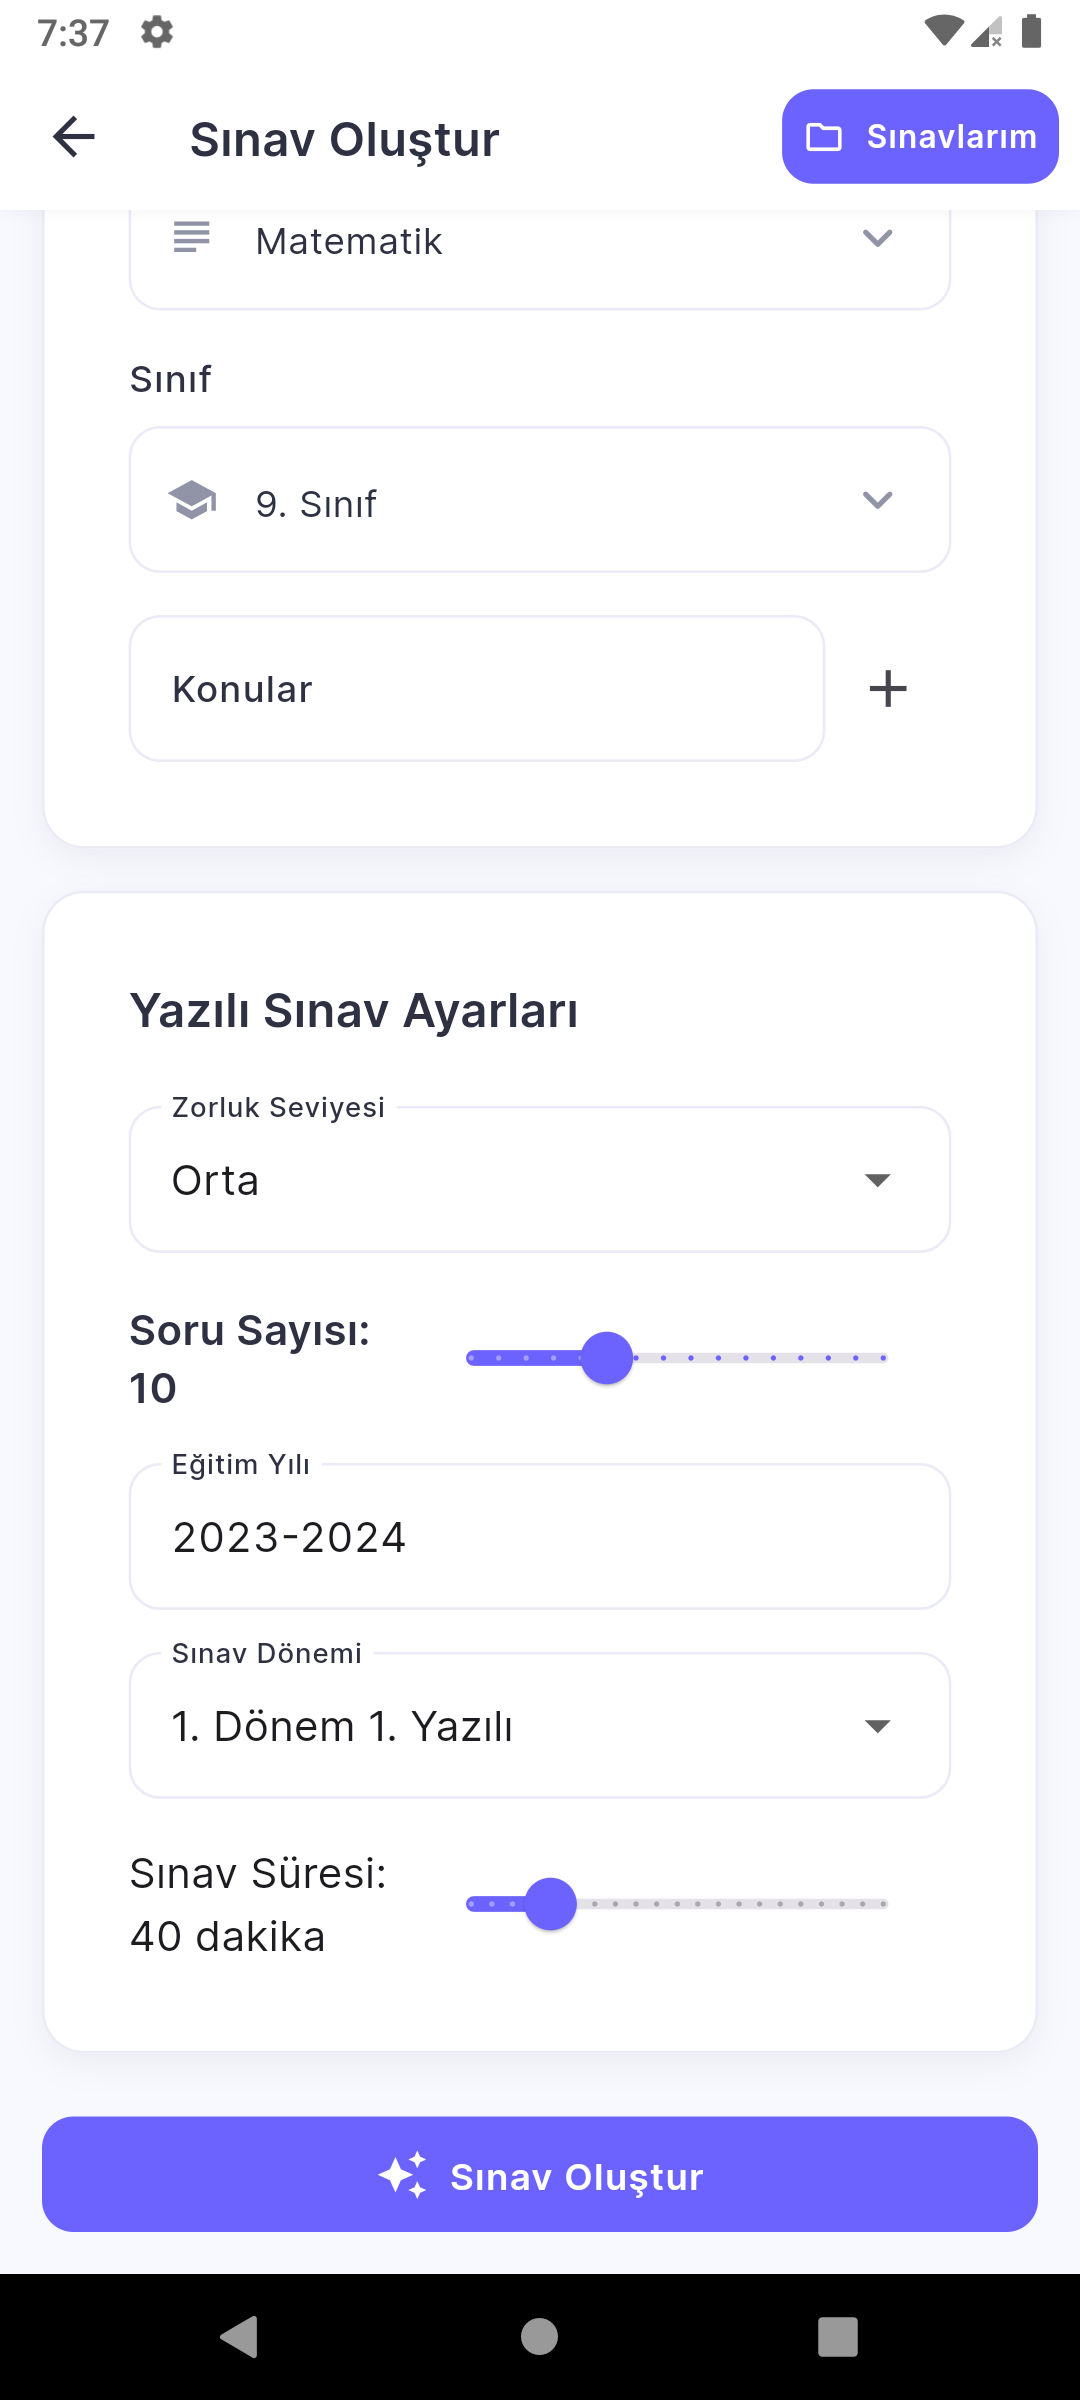 7:37
Sınav Oluştur
Sınavlarım
Matematik
Sınıf
9. Sınıf
Konular
Yazılı Sınav Ayarları
Zorluk Seviyesi
Orta
Soru Sayısı:
10
Eğitim Yılı
2023-2024
Sınav Dönemi
1. Dönem 1. Yazılı
Sınav Süresi:
40 dakika
Sınav Oluştur